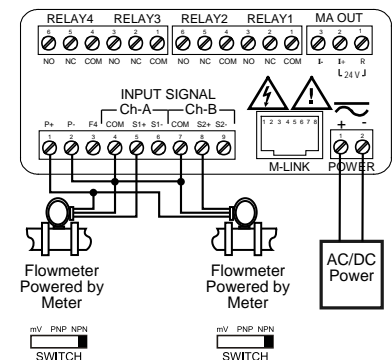 RELAY4 RELAY3 RELAY2 RELAY1 MA OUT
6 5 4 3 2 1 6 5 4 3 2 1 3 2 1
NO NC COM NO NC COM NO NC COM NO NC COM I- I+ R
24 V
INPUT SIGNAL
Ch-A Ch-B
P+ P- F4 COM S1+ S1- COM S2+ S2-
1 2 3 4 5 6 7 8 9
1 2 3 4 5 6 7 8
+ -
1 2
M-LINK POWER
Flowmeter
Powered by
Meter
Flowmeter
Powered by
Meter
AC/DC
Power
mV PNP NPN
SWITCH
mV PNP NPN
SWITCH